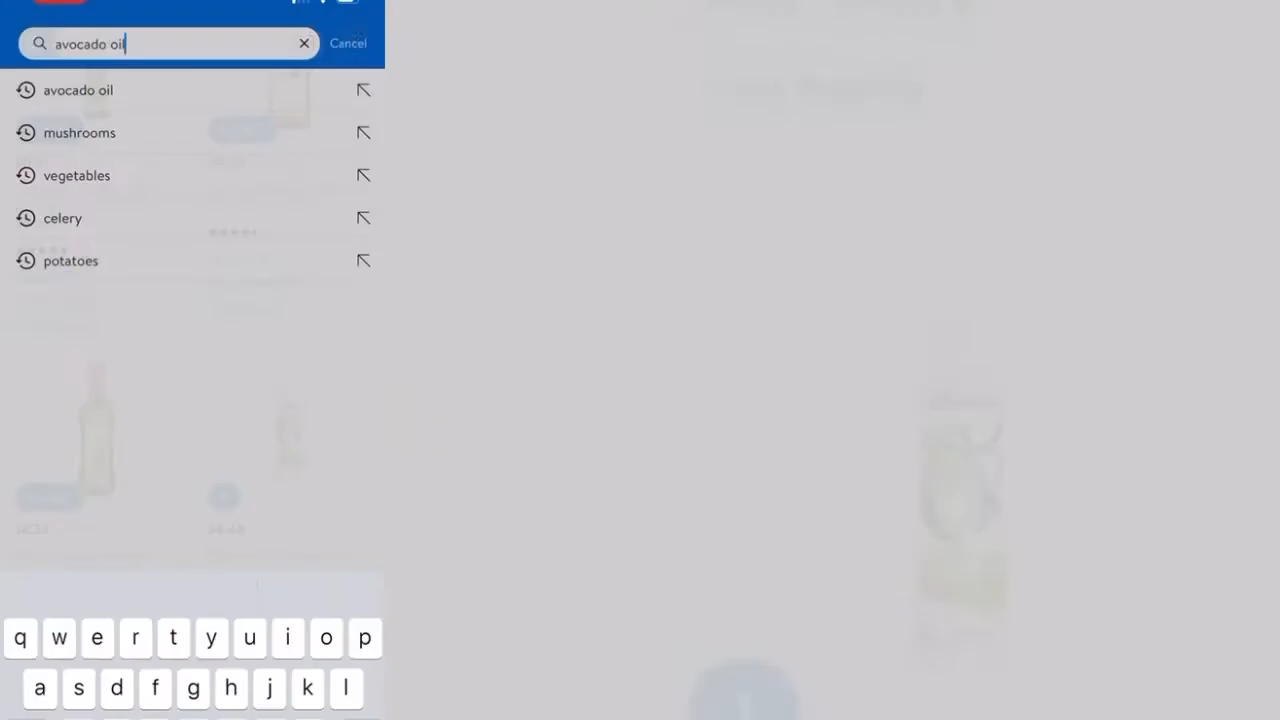 avocado oil
Cancel
avocado oil
mushrooms
vegetables
celery
potatoes
q w e r t y u i o p
a s d f g h j k l